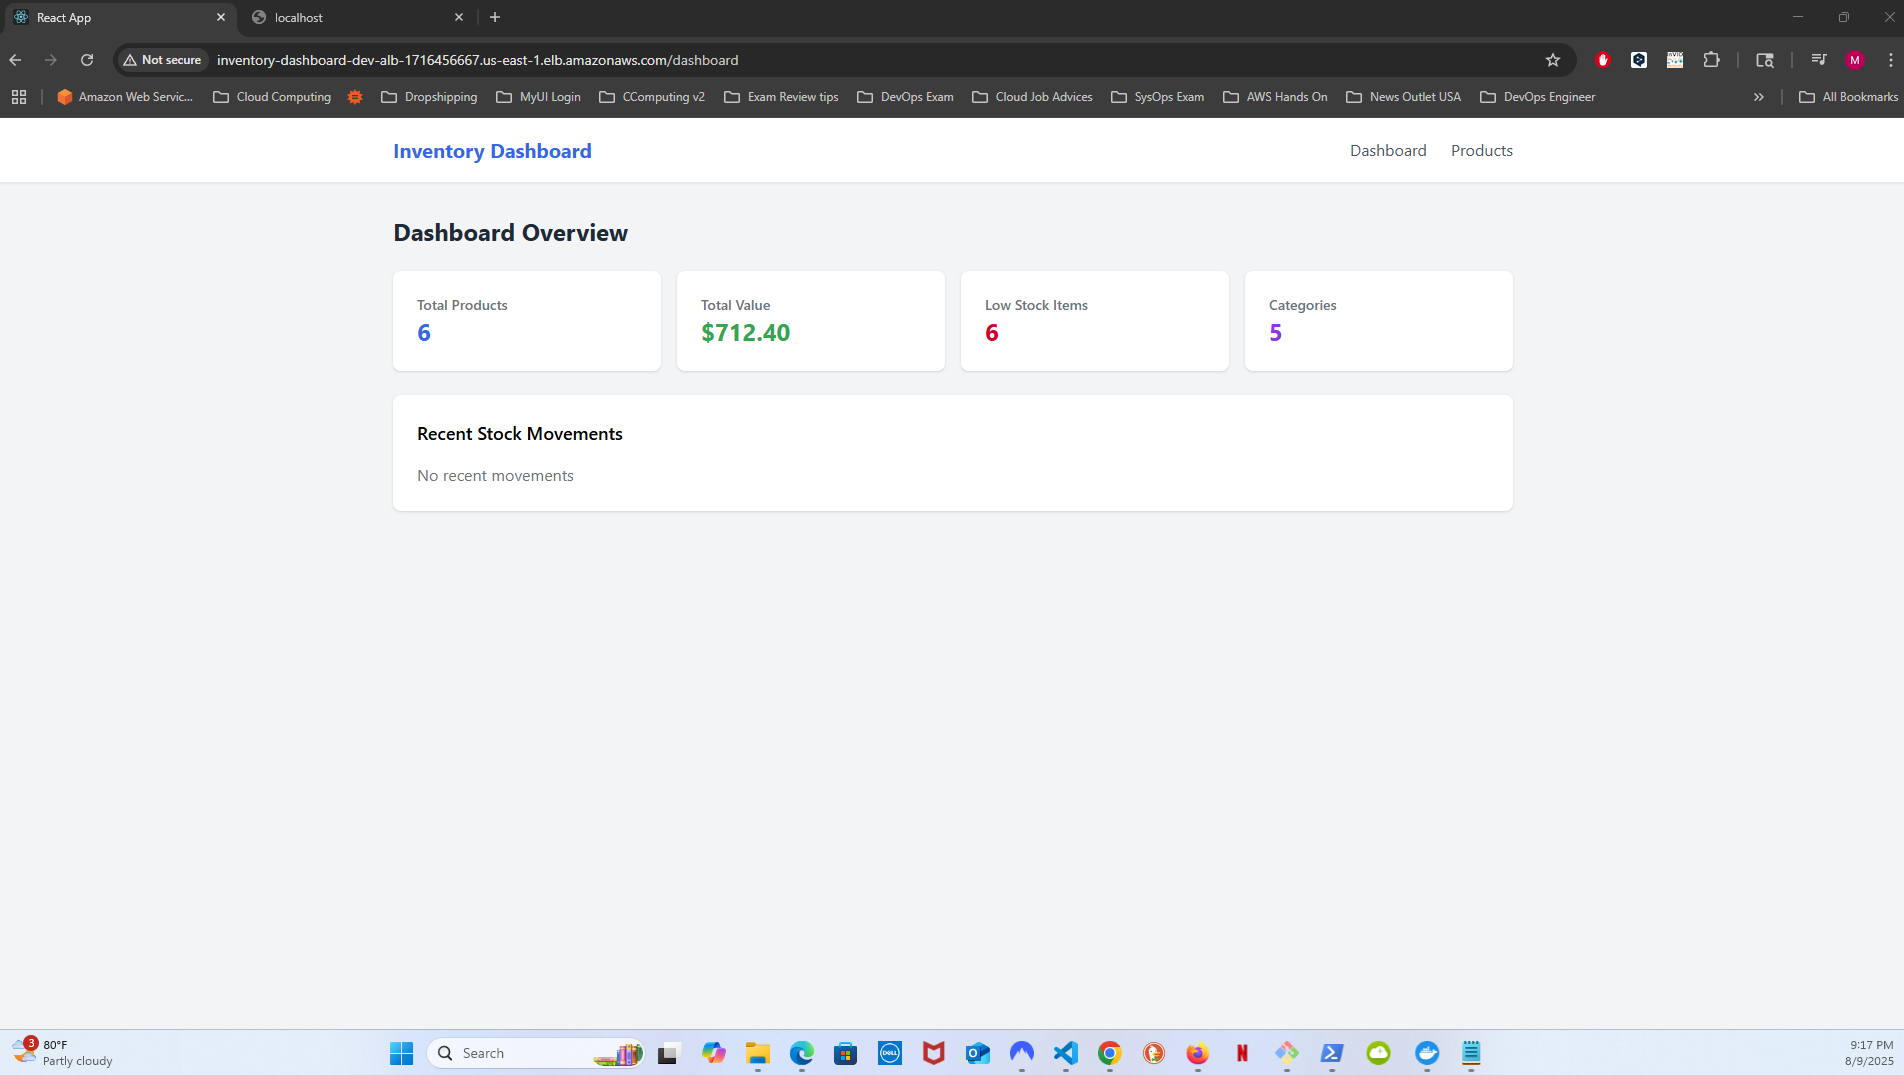 React App
localhost
Not secure
inventory-dashboard-dev-alb-1716456667.us-east-1.elb.amazonaws.com/dashboard
M
Amazon Web Servic...
Cloud Computing
Dropshipping
MyUI Login
CComputing v2
Exam Review tips
DevOps Exam
Cloud Job Advices
SysOps Exam
AWS Hands On
News Outlet USA
DevOps Engineer
All Bookmarks
Inventory Dashboard
Dashboard
Products
Dashboard Overview
Total Products
6
Total Value
$712.40
Low Stock Items
6
Categories
5
Recent Stock Movements
No recent movements
3
80°F
Partly cloudy
Search
DELL
N
9:17 PM
8/9/2025